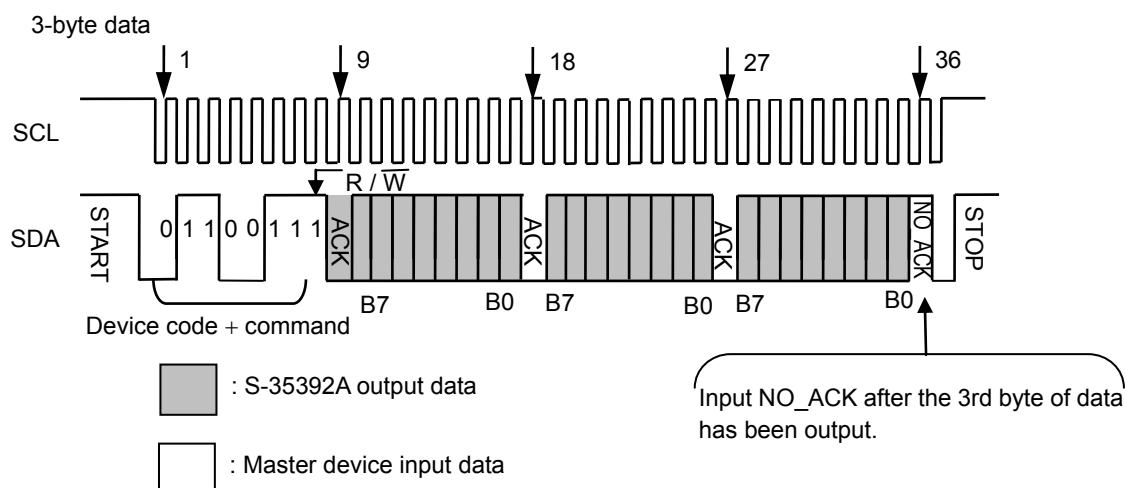 3-byte data
1 9 18 27 36
SCL
R / W
SDA
START 0 1 1 0 0 1 1 1 ACK ACK ACK NO_ACK STOP
B7 B0 B7 B0 B7 B0
Device code + command
: S-35392A output data
: Master device input data
Input NO_ACK after the 3rd byte of data
has been output.